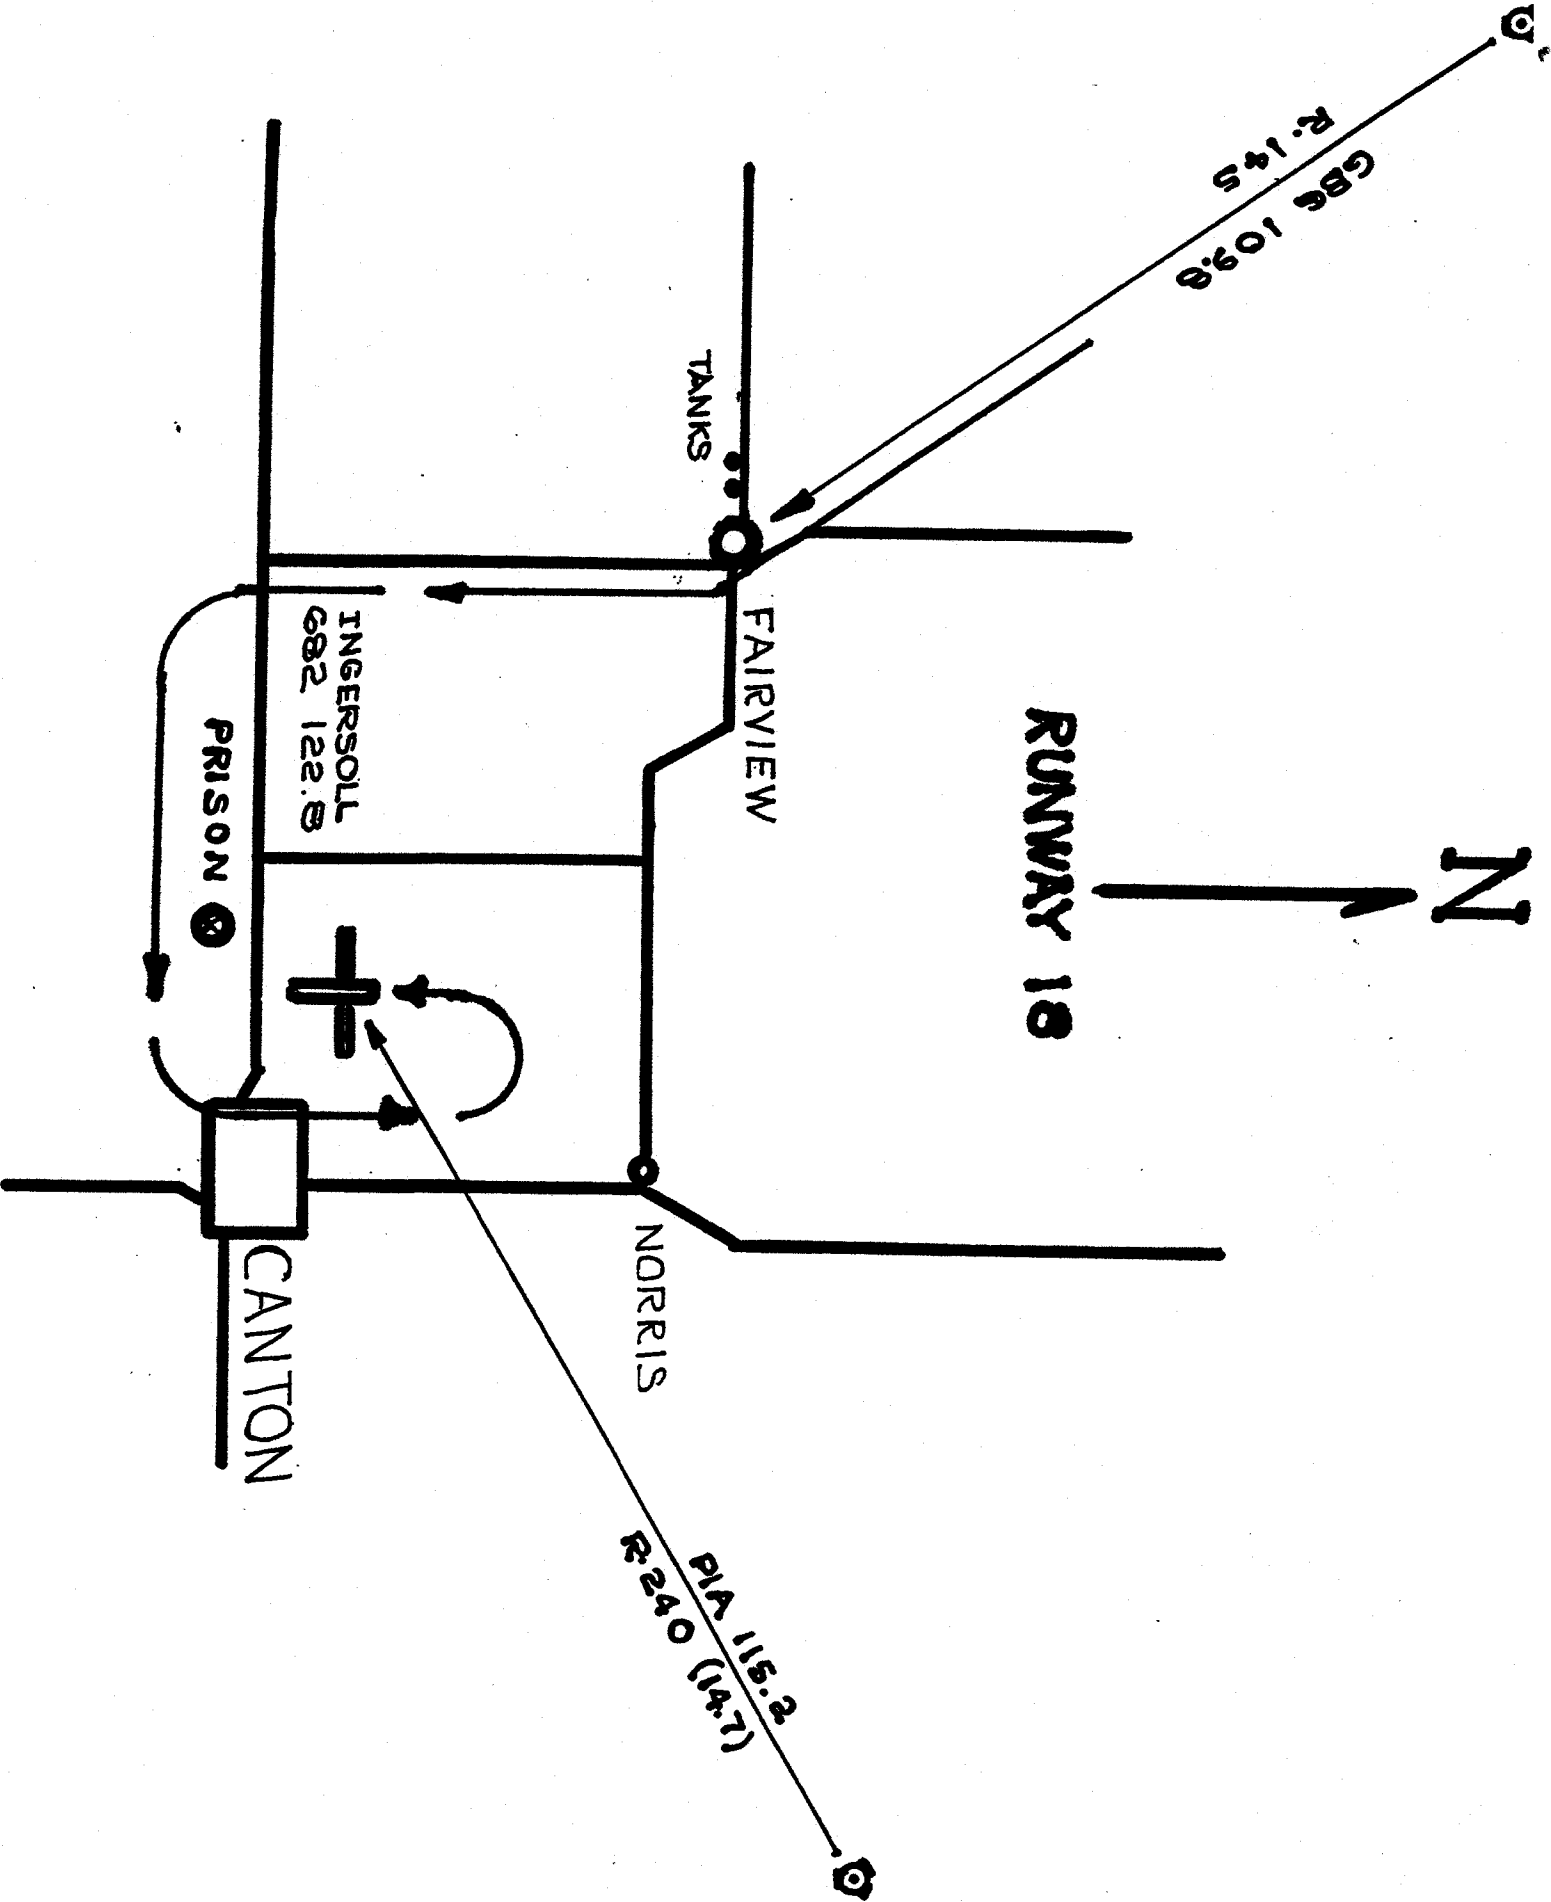 N
GBG 109.8
R.145
RUNWAY 18
FAIRVIEW
TANKS
PIA 115.2
R.240 (14.7)
NORRIS
INGERSOLL
682 122.8
CANTON
PRISON